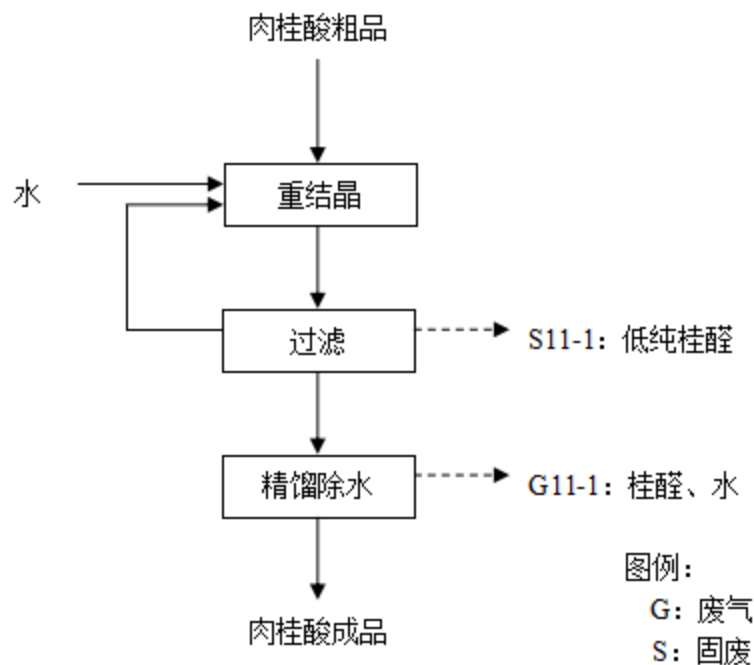 肉桂酸粗品
水
重结晶
过滤
S11-1：低纯桂醛
精馏除水
G11-1：桂醛、水
肉桂酸成品
图例：
G：废气
S：固废